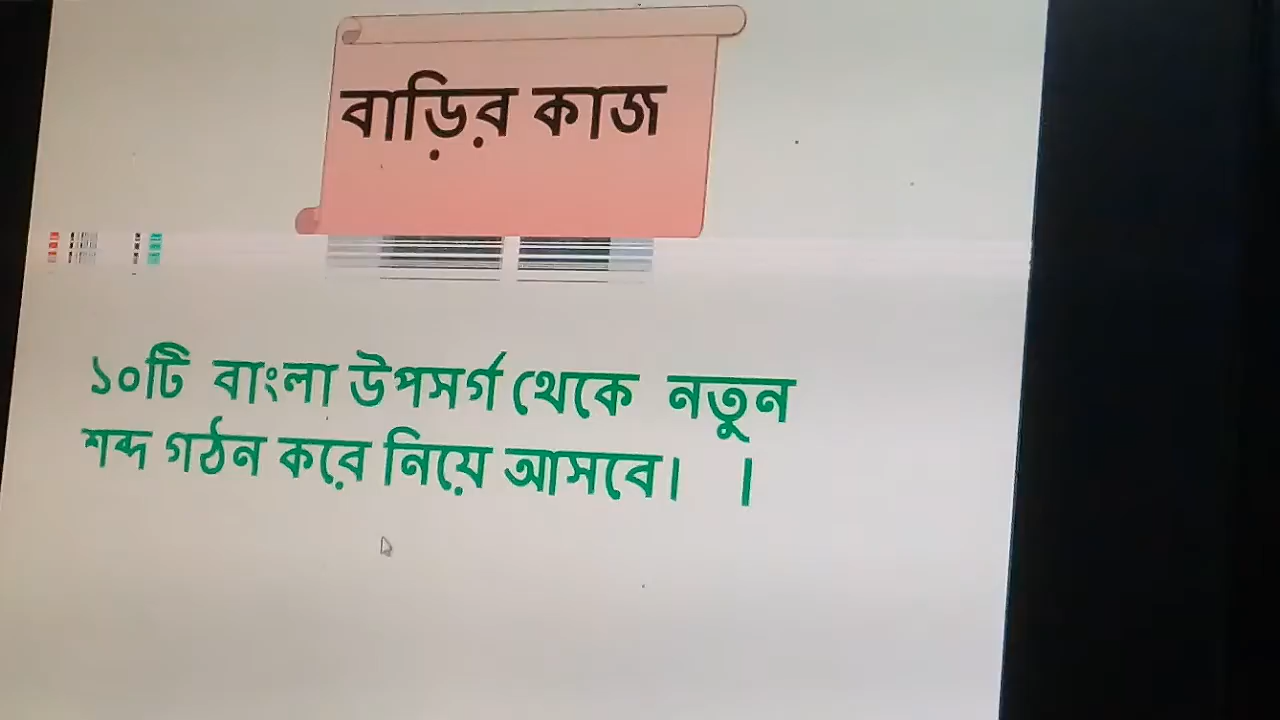 বাড়ির কাজ
১০টি বাংলা উপসর্গ থেকে নতুন
শব্দ গঠন করে নিয়ে আসবে। ।